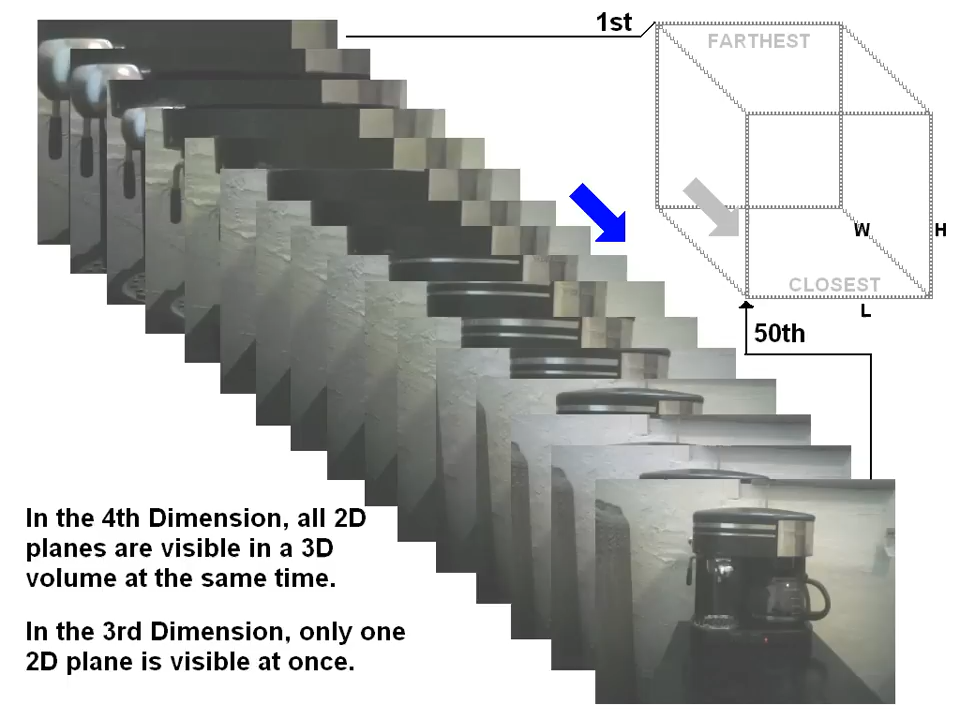 1st
FARTHEST
W
H
CLOSEST
L
50th
In the 4th Dimension, all 2D
planes are visible in a 3D
volume at the same time.
In the 3rd Dimension, only one
2D plane is visible at once.